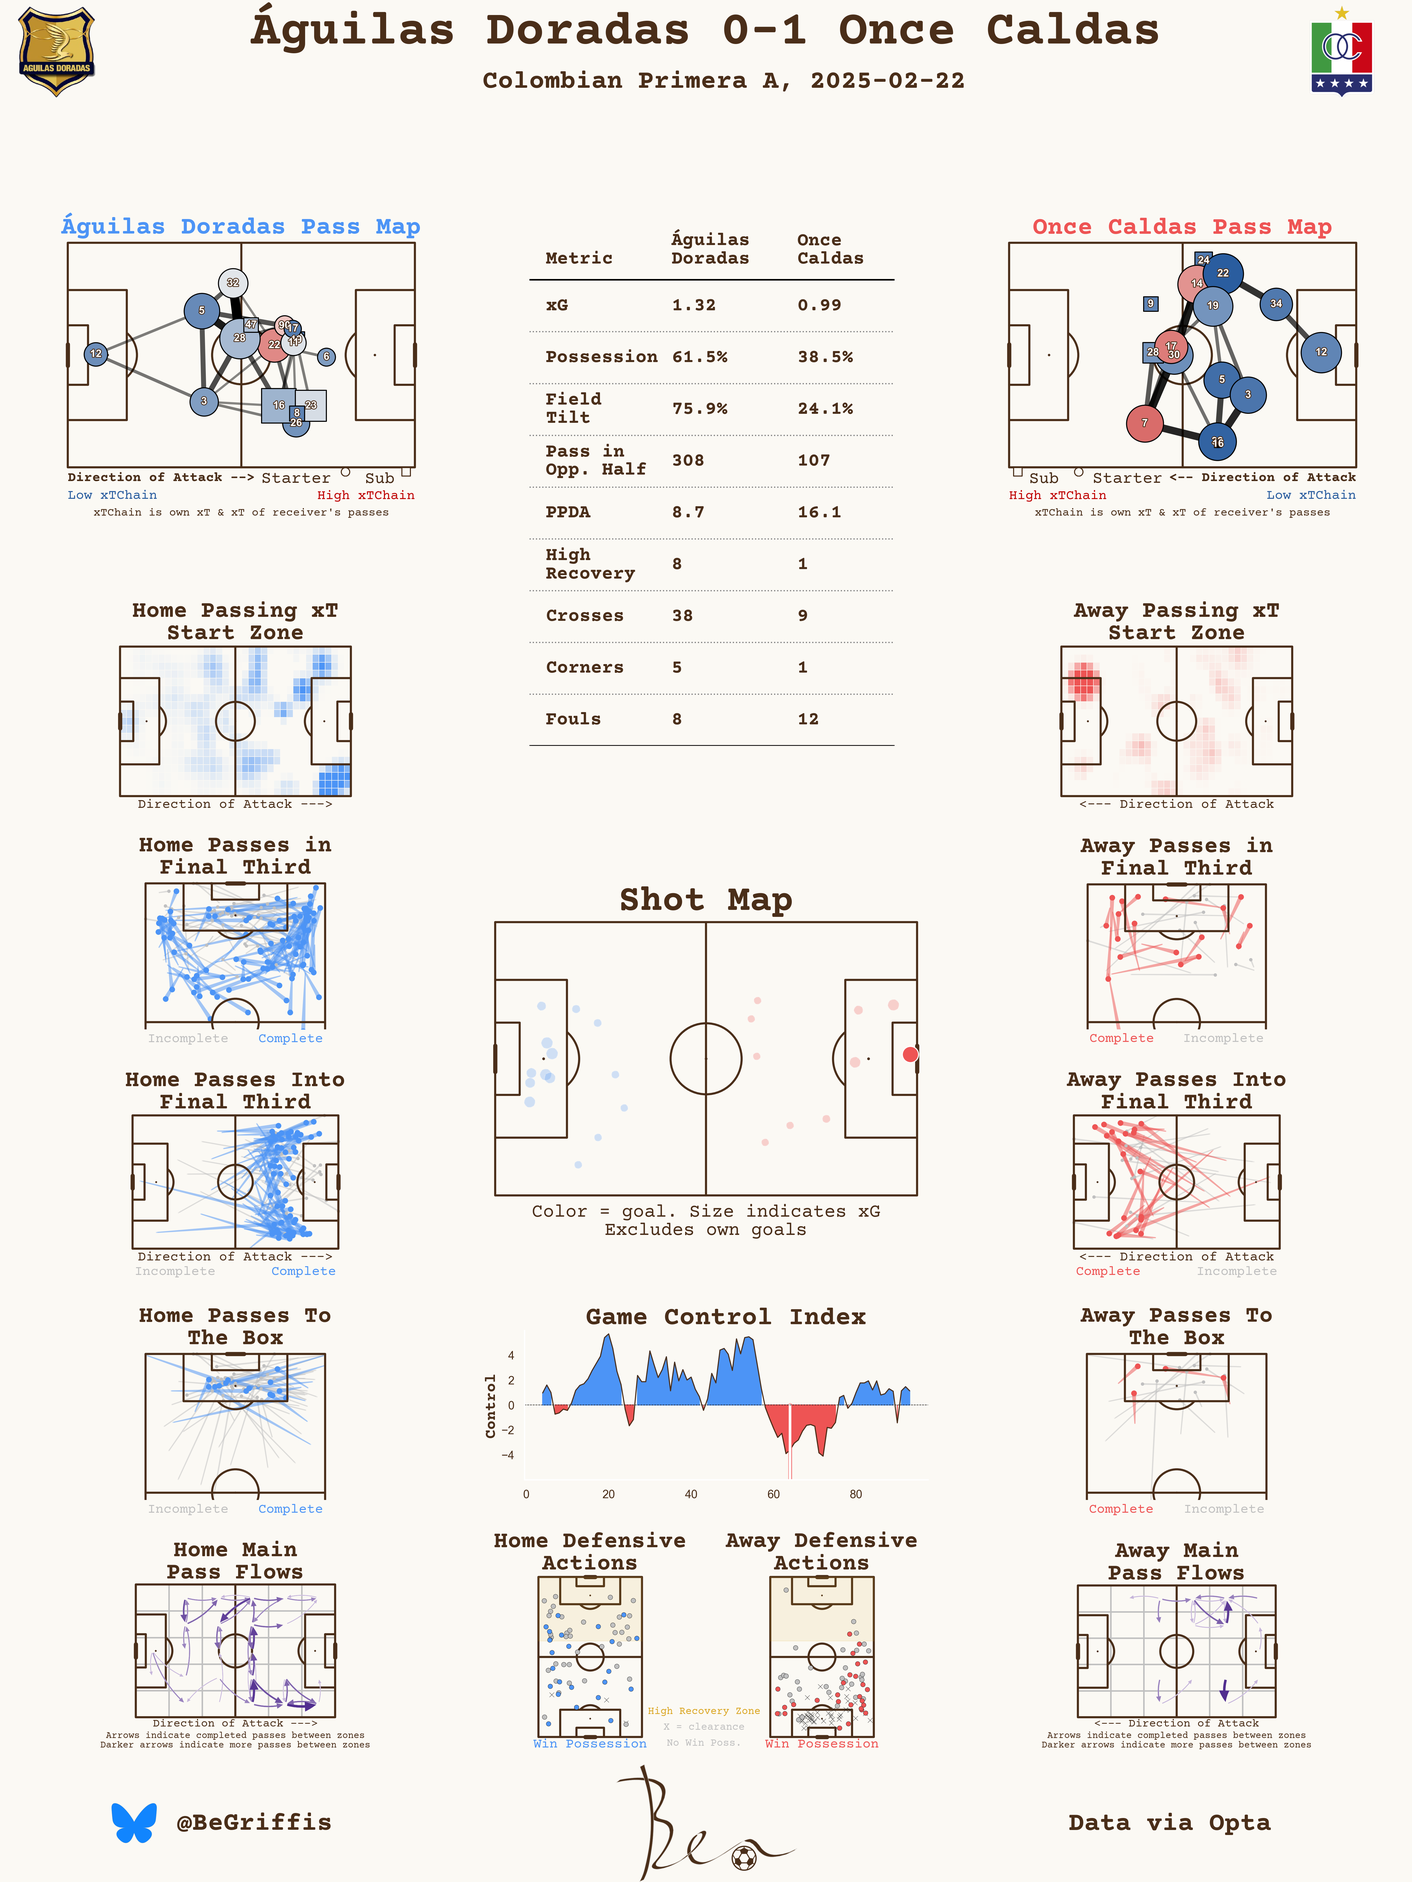 Águilas Doradas 0-1 Once Caldas
Colombian Primera A, 2025-02-22
AGUILAS DORADAS
OC
Águilas Doradas Pass Map
32
5
47
90
17
28
22
11
6
12
3
16
23
8
26
Direction of Attack --> Starter Sub
Low xTChain High xTChain
xTChain is own xT & xT of receiver's passes
Metric Águilas Doradas Once Caldas
xG 1.32 0.99
Possession 61.5% 38.5%
Field Tilt 75.9% 24.1%
Pass in Opp. Half 308 107
PPDA 8.7 16.1
High Recovery 8 1
Crosses 38 9
Corners 5 1
Fouls 8 12
Once Caldas Pass Map
24
22
14
9
19
34
17
28
30
12
5
3
7
16
Sub Starter <-- Direction of Attack
High xTChain Low xTChain
xTChain is own xT & xT of receiver's passes
Home Passing xT
Start Zone
Direction of Attack --->
Away Passing xT
Start Zone
<--- Direction of Attack
Home Passes in
Final Third
Incomplete Complete
Away Passes in
Final Third
Complete Incomplete
Shot Map
Color = goal. Size indicates xG
Excludes own goals
Home Passes Into
Final Third
Direction of Attack --->
Incomplete Complete
Away Passes Into
Final Third
<--- Direction of Attack
Complete Incomplete
Home Passes To
The Box
Incomplete Complete
Game Control Index
Control
4
2
0
−2
−4
0 20 40 60 80
Away Passes To
The Box
Complete Incomplete
Home Main
Pass Flows
Direction of Attack --->
Arrows indicate completed passes between zones
Darker arrows indicate more passes between zones
Home Defensive
Actions
Win Possession
High Recovery Zone
X = clearance
No Win Poss.
Away Defensive
Actions
Win Possession
Away Main
Pass Flows
<--- Direction of Attack
Arrows indicate completed passes between zones
Darker arrows indicate more passes between zones
@BeGriffis
Ben
Data via Opta